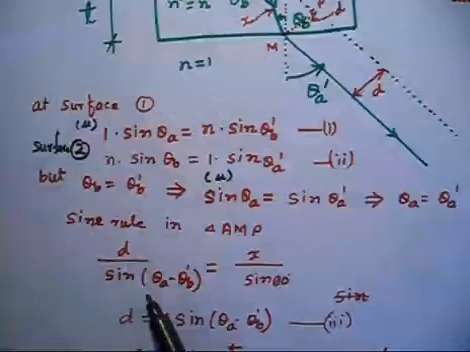 t n = n θb
x θb' r d
M
n = 1 θa' d
at surface ①
(μ) 1 · sin θa = n · sin θb' —(i)
Surface ② n · sin θb = 1 · sin θa' —(ii)
(μ)
but θb = θb' ⇒ sin θa = sin θa' ⇒ θa = θa'
Sine rule in △AMP
d / sin (θa - θb') = x / sin 90
sin
d = sin (θa - θb') —(iii)